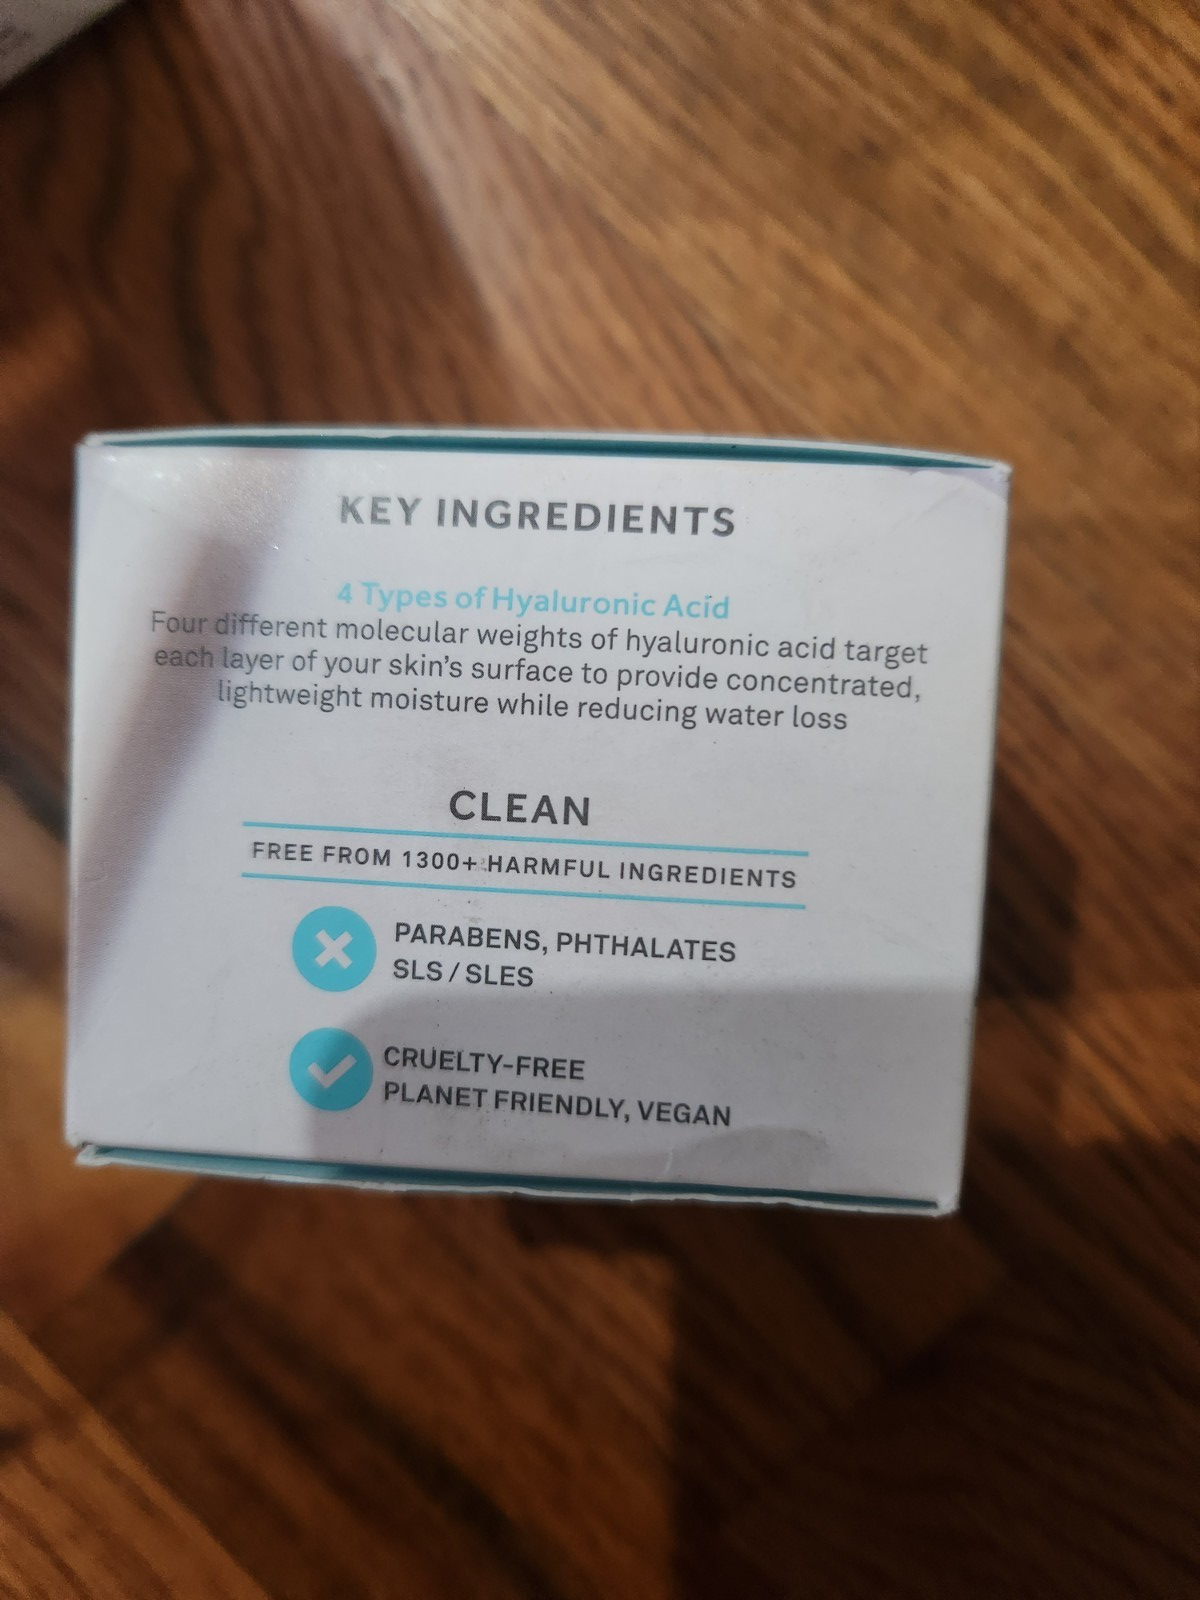 KEY INGREDIENTS
4 Types of Hyaluronic Acid
Four different molecular weights of hyaluronic acid target
each layer of your skin's surface to provide concentrated,
lightweight moisture while reducing water loss
CLEAN
FREE FROM 1300+ HARMFUL INGREDIENTS
PARABENS, PHTHALATES
SLS / SLES
CRUELTY-FREE
PLANET FRIENDLY, VEGAN